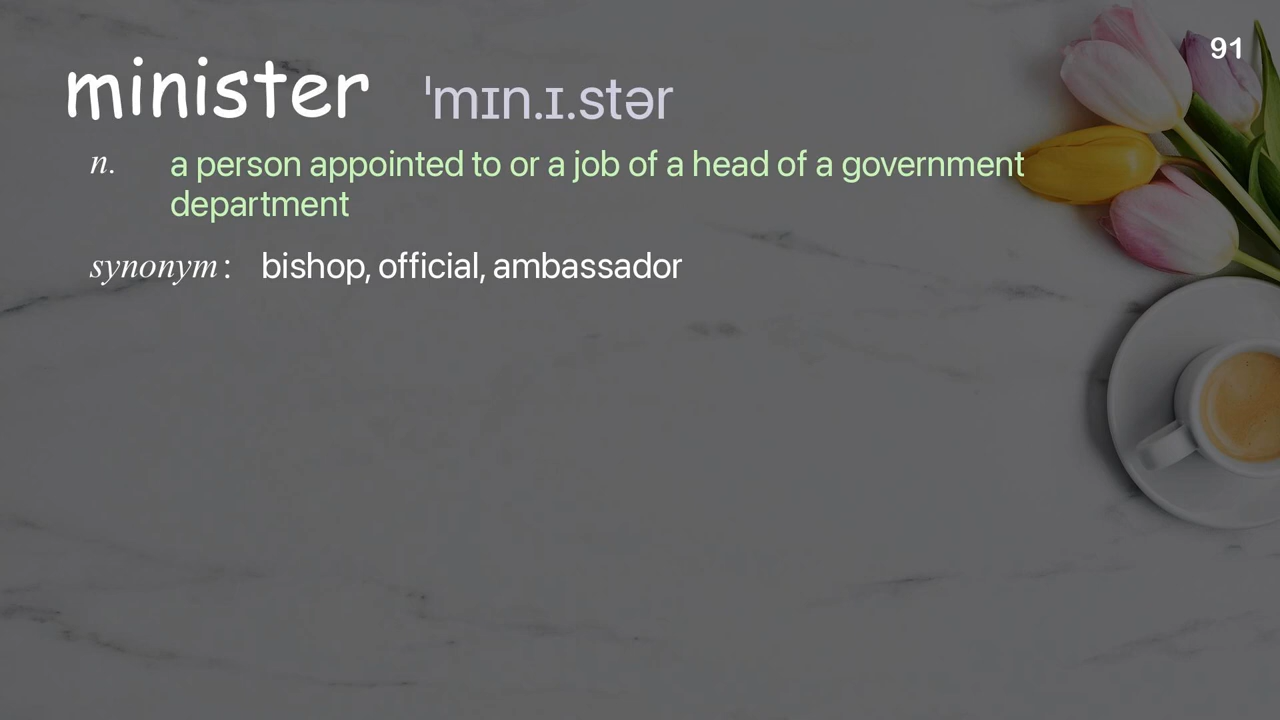 91
minister ˈmɪn.ɪ.stər
n. a person appointed to or a job of a head of a government
department
synonym: bishop, official, ambassador